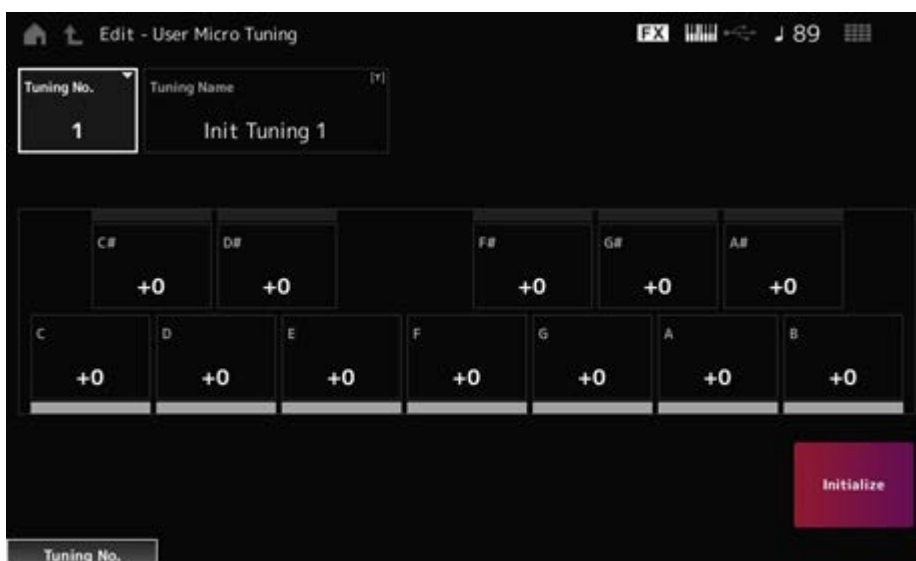 Edit - User Micro Tuning FX ♩ 89
Tuning No. Tuning Name [T]
1 Init Tuning 1
C# D# F# G# A#
+0 +0 +0 +0 +0
C D E F G A B
+0 +0 +0 +0 +0 +0 +0
Initialize
Tuning No.